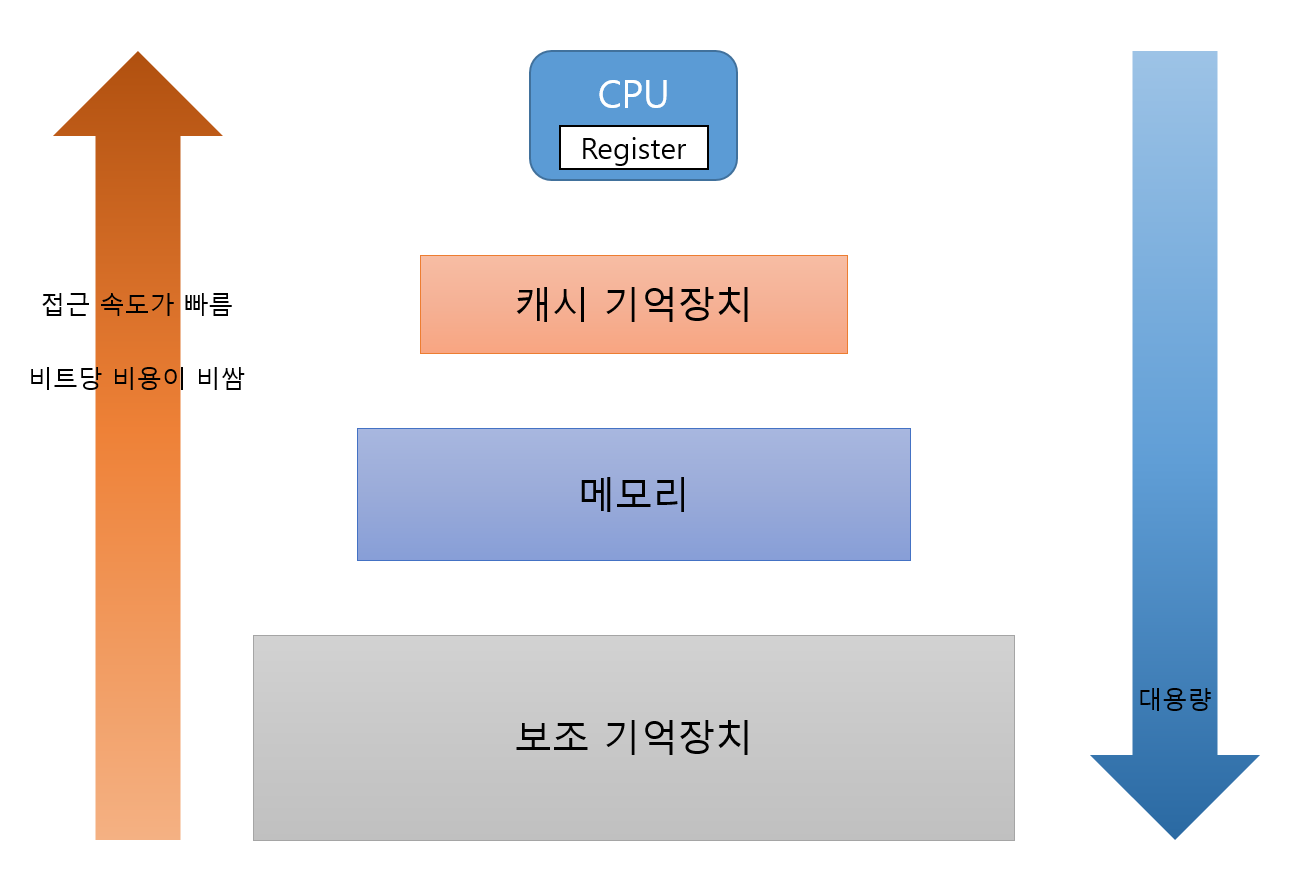 CPU
Register
접근 속도가 빠름
캐시 기억장치
비트당 비용이 비쌈
메모리
대용량
보조 기억장치